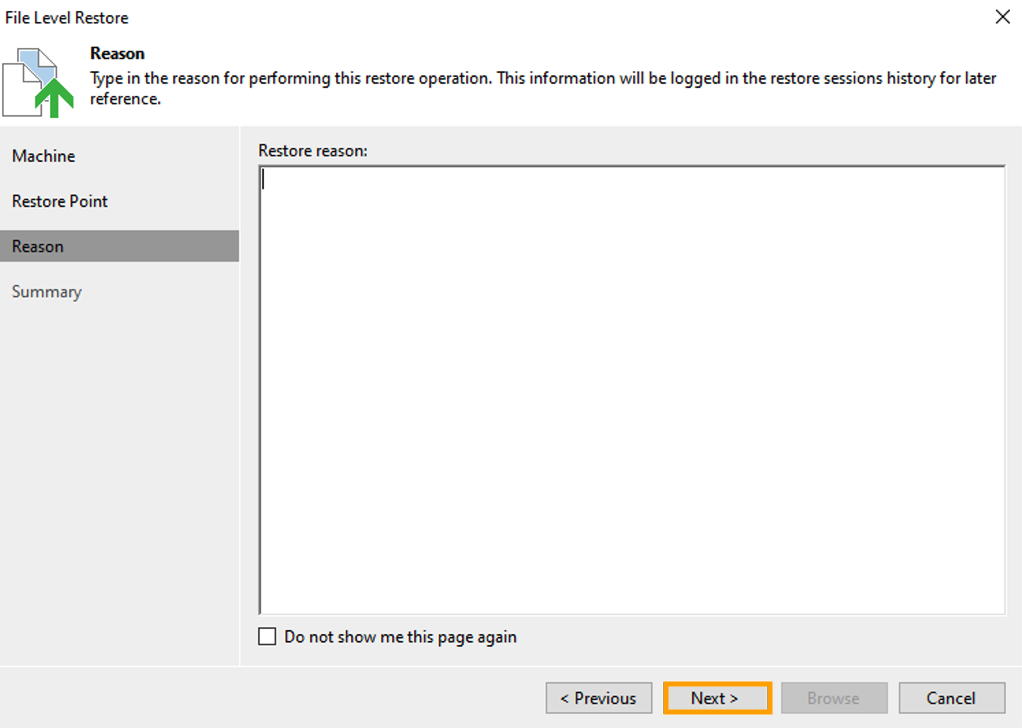 File Level Restore
Reason
Type in the reason for performing this restore operation. This information will be logged in the restore sessions history for later
reference.
Machine
Restore Point
Reason
Summary
Restore reason:
Do not show me this page again
< Previous
Next >
Browse
Cancel